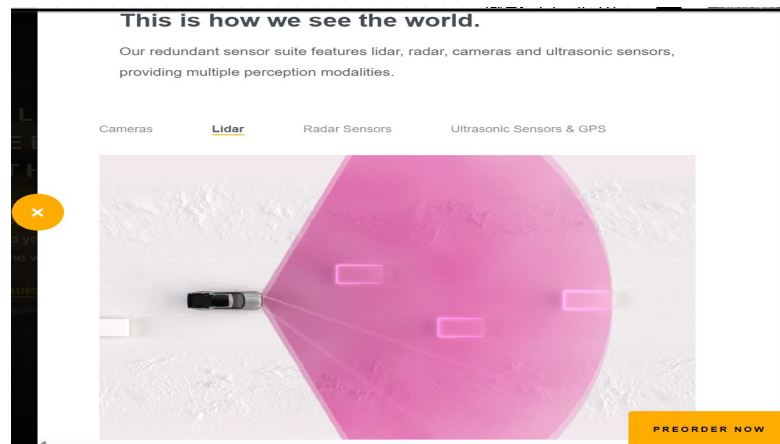 This is how we see the world.
Our redundant sensor suite features lidar, radar, cameras and ultrasonic sensors,
providing multiple perception modalities.
Cameras
Lidar
Radar Sensors
Ultrasonic Sensors & GPS
×
PREORDER NOW